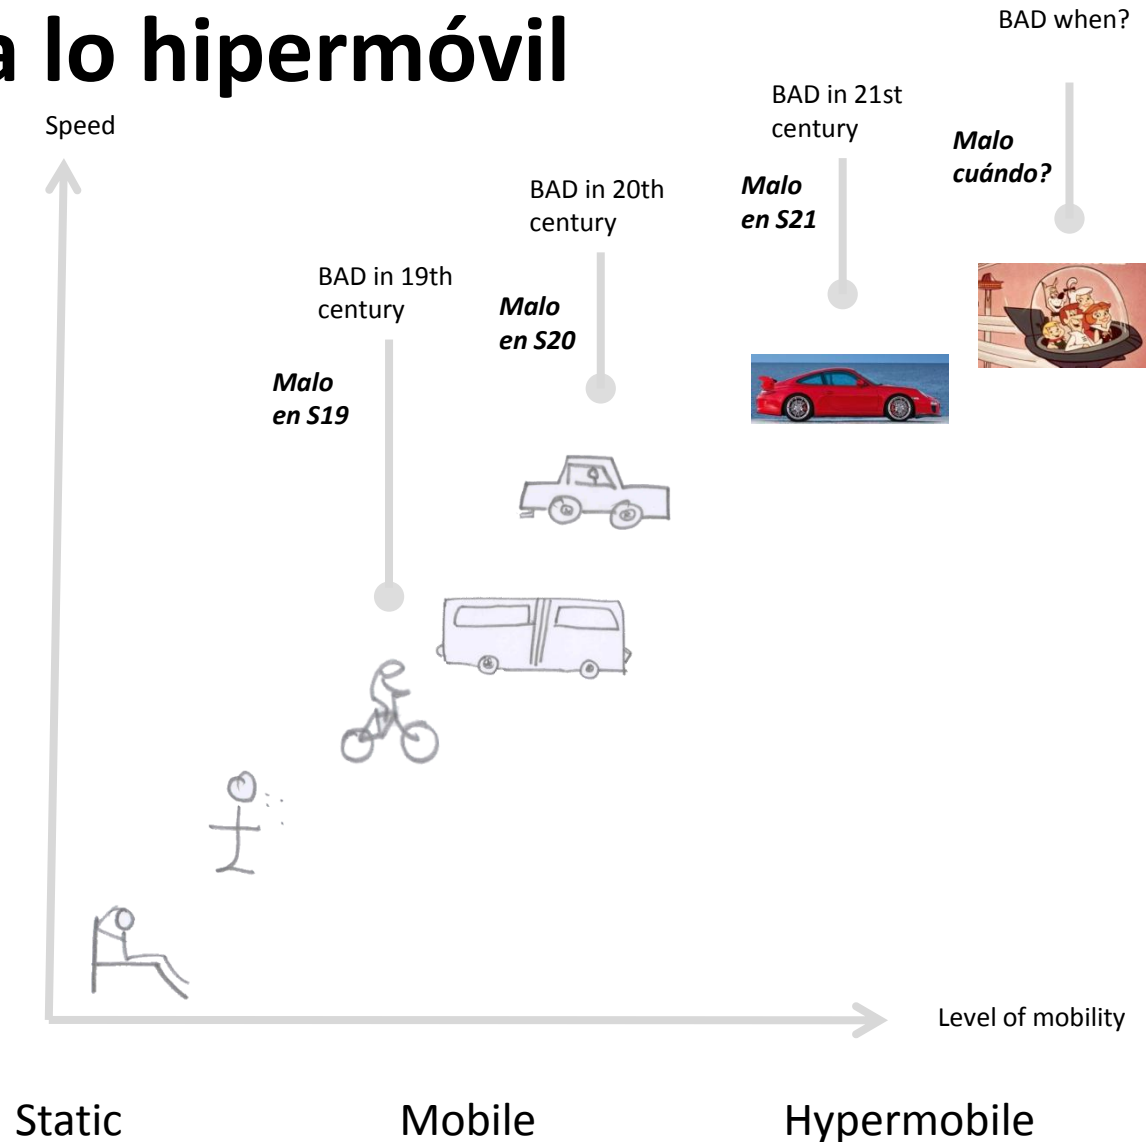 a lo hipermóvil
BAD when?
Speed
BAD in 21st
century
Malo
cuándo?
BAD in 20th
century
Malo
en S21
BAD in 19th
century
Malo
en S20
Malo
en S19
Level of mobility
Static
Mobile
Hypermobile